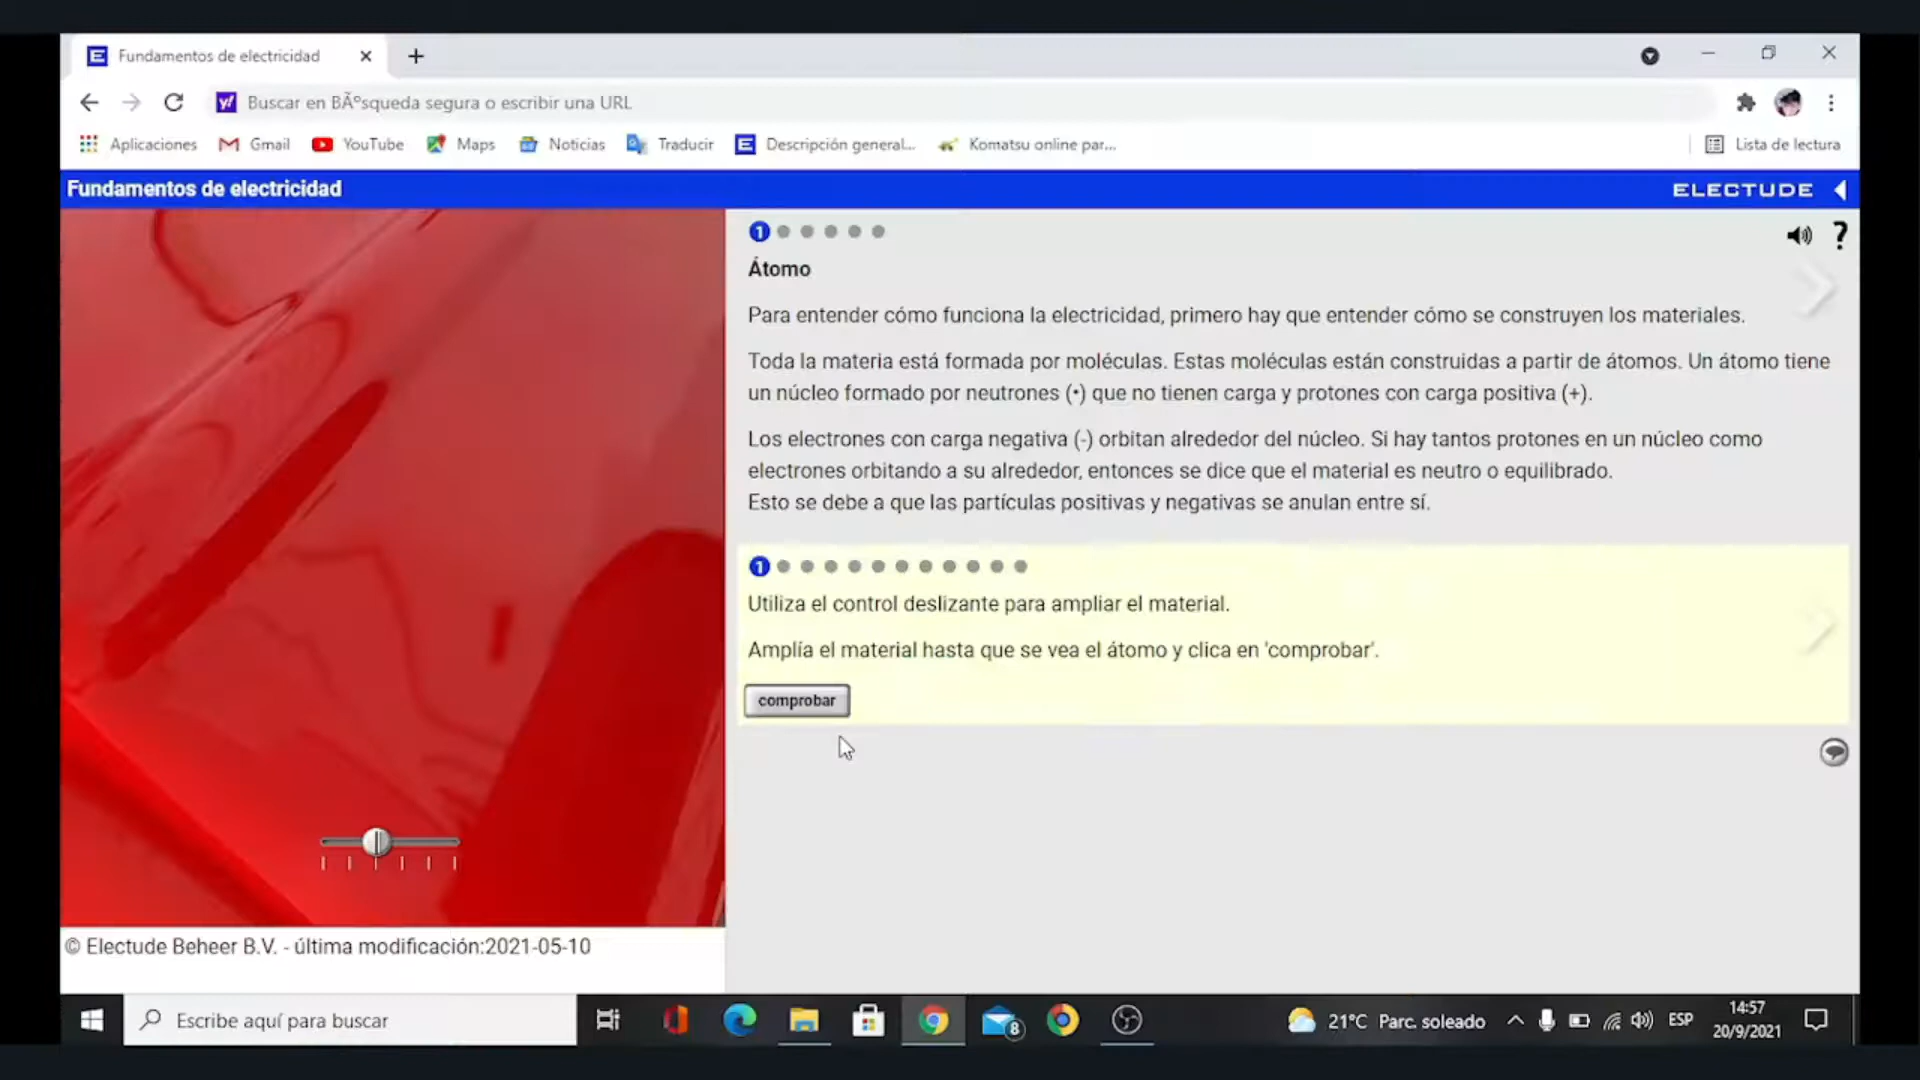 Fundamentos de electricidad
Buscar en BÃºsqueda segura o escribir una URL
Aplicaciones Gmail YouTube Maps Noticias Traducir Descripción general... Komatsu online par... Lista de lectura
Fundamentos de electricidad ELECTUDE
1 ?
Átomo
Para entender cómo funciona la electricidad, primero hay que entender cómo se construyen los materiales.
Toda la materia está formada por moléculas. Estas moléculas están construidas a partir de átomos. Un átomo tiene
un núcleo formado por neutrones (•) que no tienen carga y protones con carga positiva (+).
Los electrones con carga negativa (-) orbitan alrededor del núcleo. Si hay tantos protones en un núcleo como
electrones orbitando a su alrededor, entonces se dice que el material es neutro o equilibrado.
Esto se debe a que las partículas positivas y negativas se anulan entre sí.
1
Utiliza el control deslizante para ampliar el material.
Amplía el material hasta que se vea el átomo y clica en 'comprobar'.
comprobar
© Electude Beheer B.V. - última modificación:2021-05-10
Escribe aquí para buscar 8 21°C Parc. soleado ESP 14:57
20/9/2021